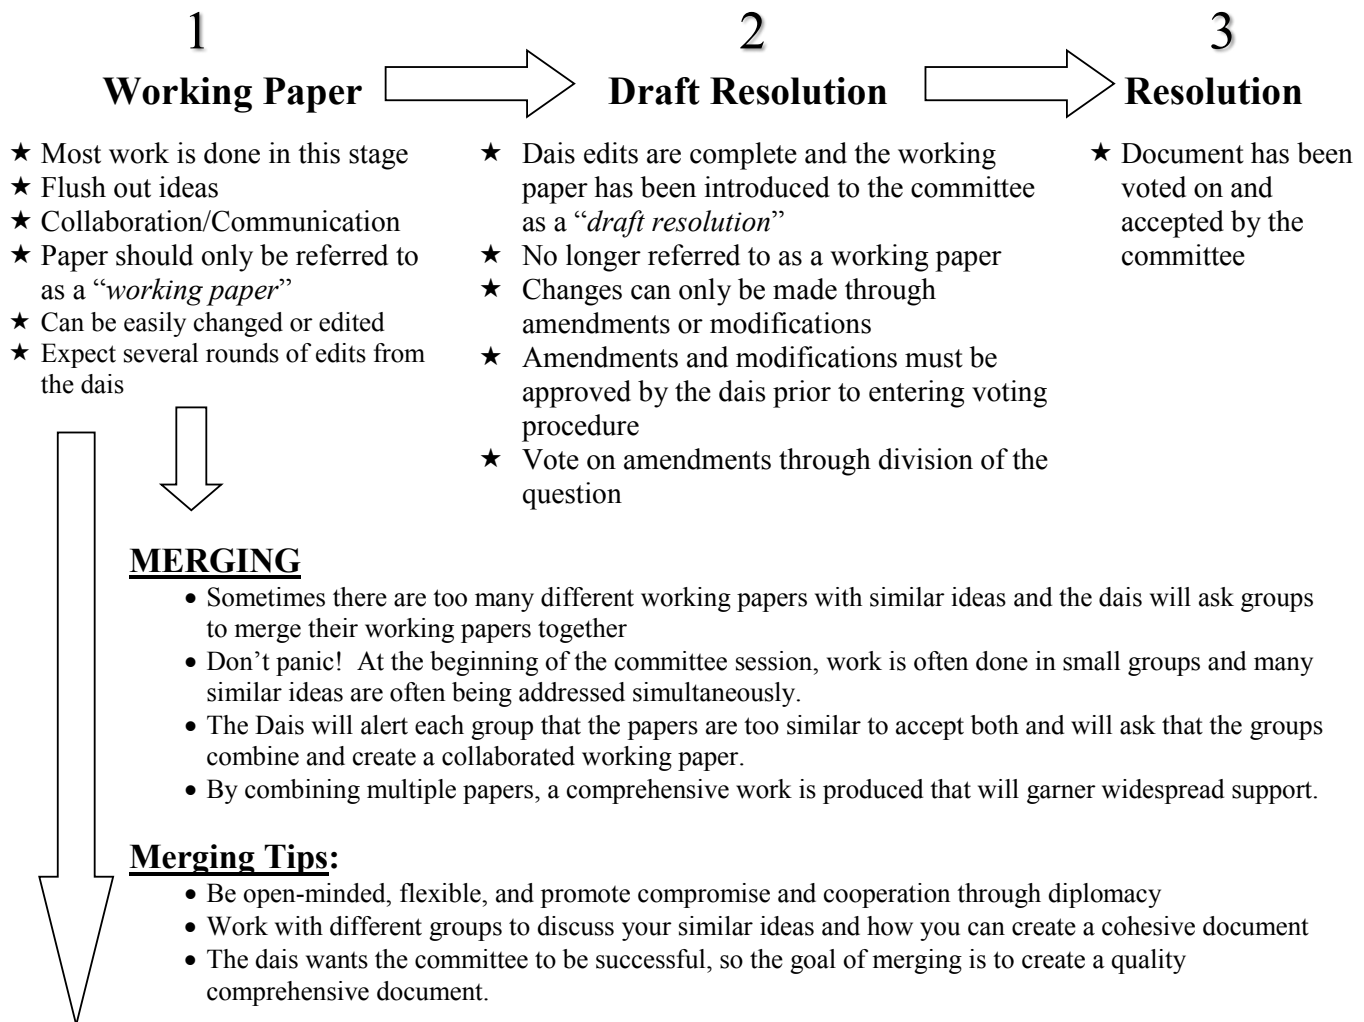 1
Working Paper
★ Most work is done in this stage
★ Flush out ideas
★ Collaboration/Communication
★ Paper should only be referred to
as a “working paper”
★ Can be easily changed or edited
★ Expect several rounds of edits from
the dais
2
Draft Resolution
★ Dais edits are complete and the working
paper has been introduced to the committee
as a “draft resolution”
★ No longer referred to as a working paper
★ Changes can only be made through
amendments or modifications
★ Amendments and modifications must be
approved by the dais prior to entering voting
procedure
★ Vote on amendments through division of the
question
3
Resolution
★ Document has been
voted on and
accepted by the
committee
MERGING
• Sometimes there are too many different working papers with similar ideas and the dais will ask groups
to merge their working papers together
• Don’t panic!  At the beginning of the committee session, work is often done in small groups and many
similar ideas are often being addressed simultaneously.
• The Dais will alert each group that the papers are too similar to accept both and will ask that the groups
combine and create a collaborated working paper.
• By combining multiple papers, a comprehensive work is produced that will garner widespread support.
Merging Tips:
• Be open-minded, flexible, and promote compromise and cooperation through diplomacy
• Work with different groups to discuss your similar ideas and how you can create a cohesive document
• The dais wants the committee to be successful, so the goal of merging is to create a quality
comprehensive document.